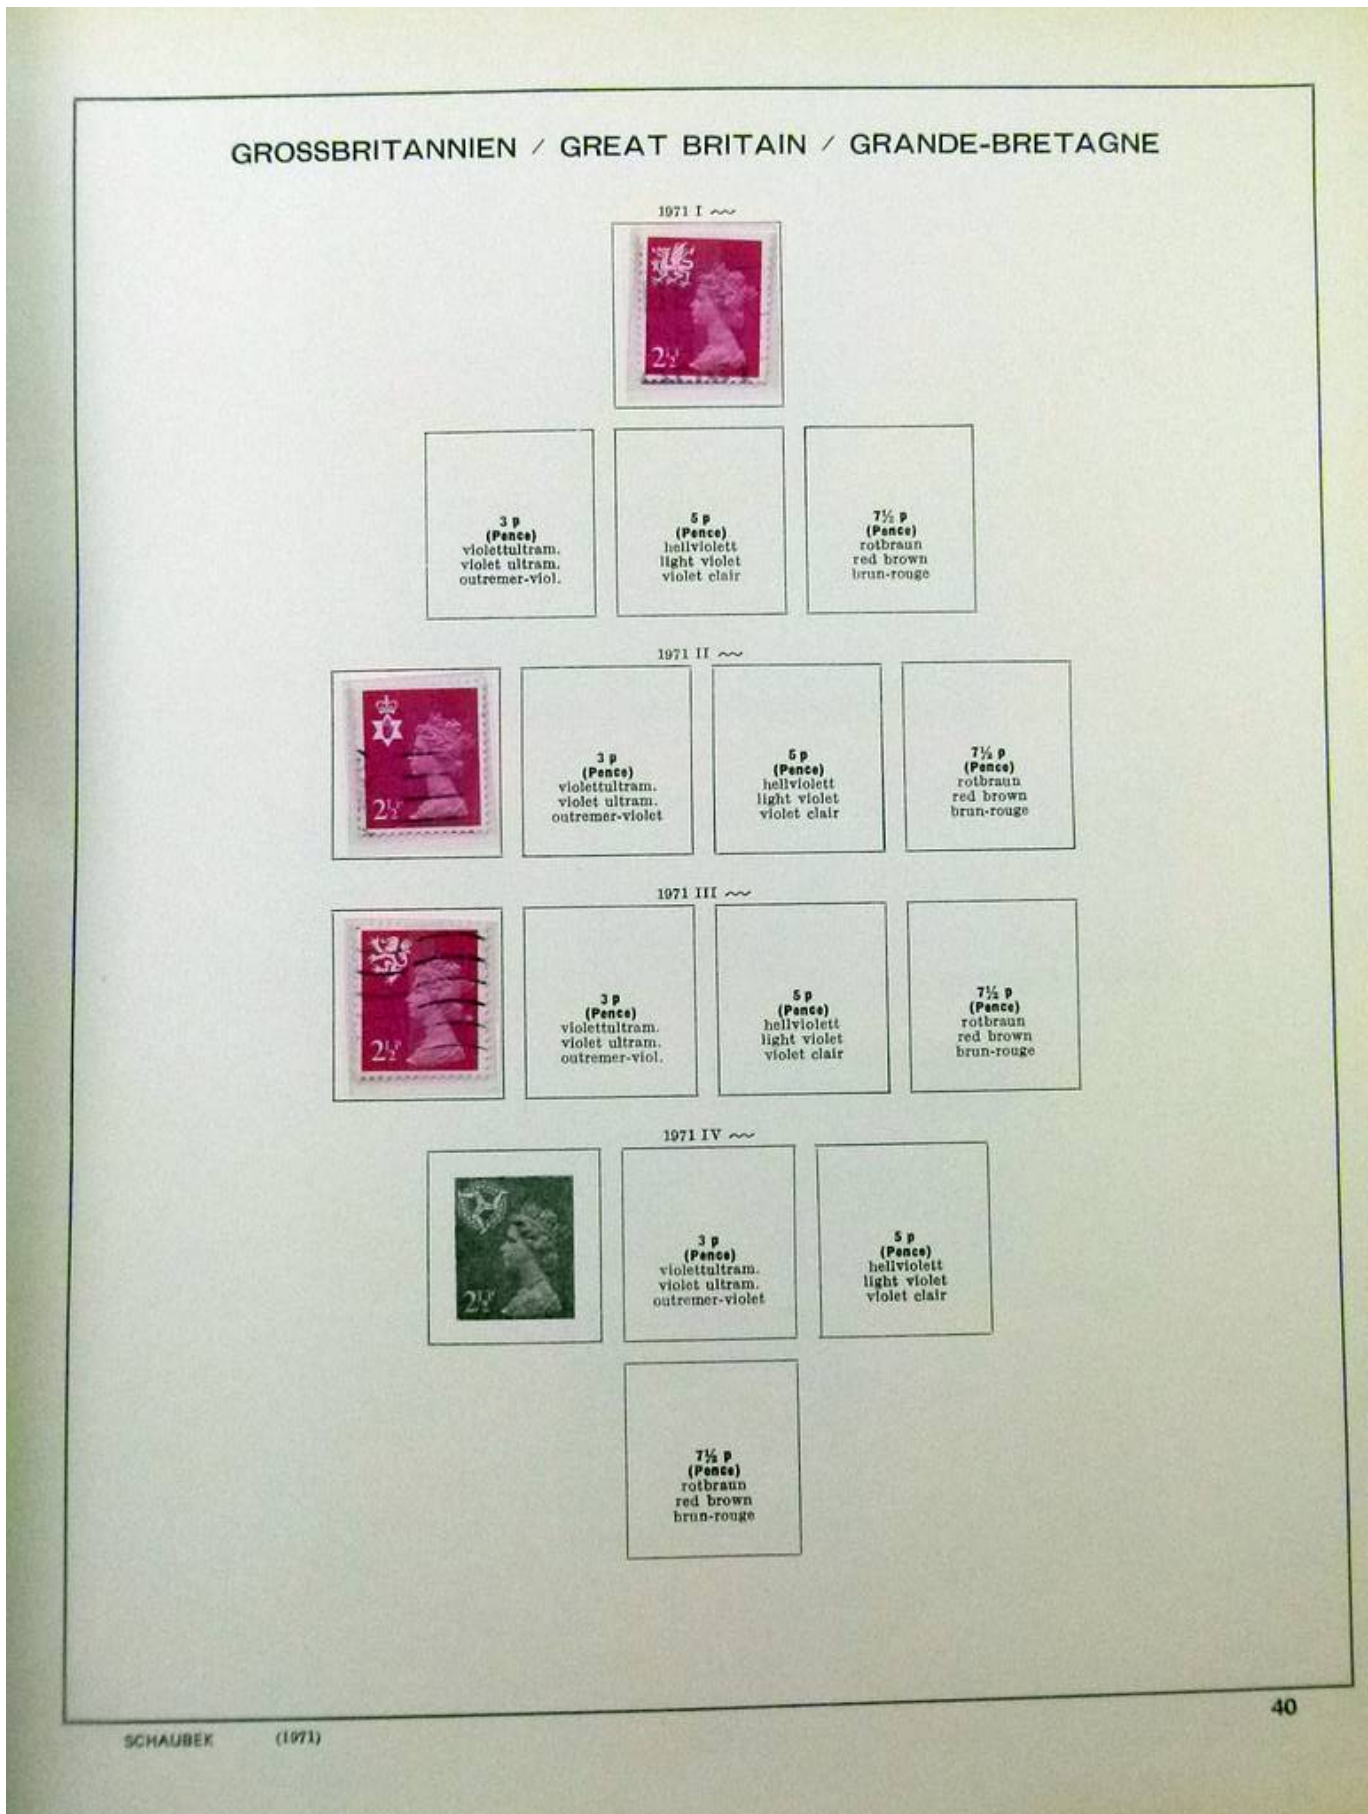 GROSSBRITANNIEN / GREAT BRITAIN / GRANDE-BRETAGNE
1971 I
2½P
3 p
(Pence)
violettultram.
violet ultram.
outremer-viol.
5 p
(Pence)
hellviolett
light violet
violet clair
7½ p
(Pence)
rotbraun
red brown
brun-rouge
1971 II
2½P
3 p
(Pence)
violettultram.
violet ultram.
outremer-violet
5 p
(Pence)
hellviolett
light violet
violet clair
7½ p
(Pence)
rotbraun
red brown
brun-rouge
1971 III
2½P
3 p
(Pence)
violettultram.
violet ultram.
outremer-viol.
5 p
(Pence)
hellviolett
light violet
violet clair
7½ p
(Pence)
rotbraun
red brown
brun-rouge
1971 IV
2½P
3 p
(Pence)
violettultram.
violet ultram.
outremer-violet
5 p
(Pence)
hellviolett
light violet
violet clair
7½ p
(Pence)
rotbraun
red brown
brun-rouge
40
SCHAUBEK (1971)